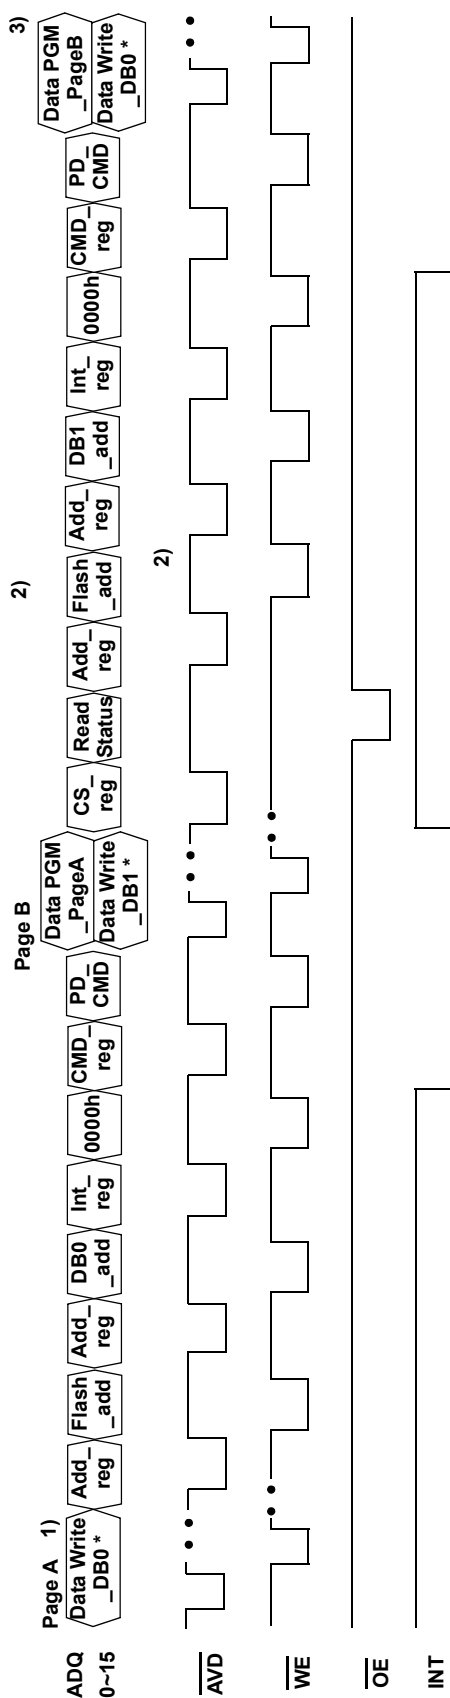 Page A 1)
Page B
2)
3)
ADQ
0~15
Data Write
_DB0 *
Add_
reg
Flash
_add
Add_
reg
DB0
_add
Int_
reg
0000h
CMD_
reg
PD_
CMD
Data PGM
_PageA
Data Write
_DB1 *
CS_
reg
Read
Status
Add_
reg
Flash
_add
Add_
reg
DB1
_add
Int_
reg
0000h
CMD_
reg
PD_
CMD
Data PGM
_PageB
Data Write
_DB0 *
AVD
2)
WE
OE
INT